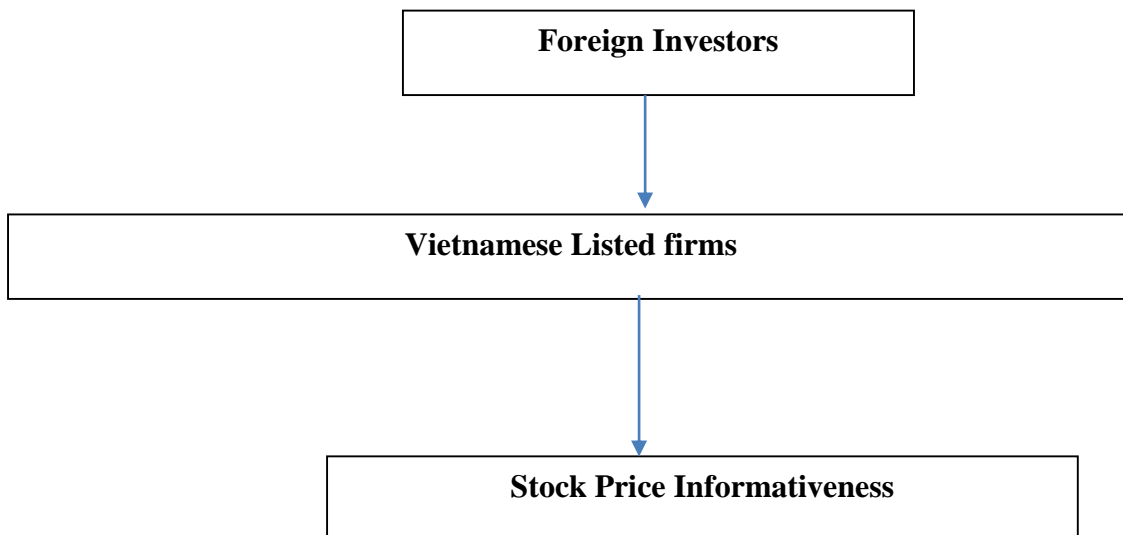 Foreign Investors
Vietnamese Listed firms
Stock Price Informativeness